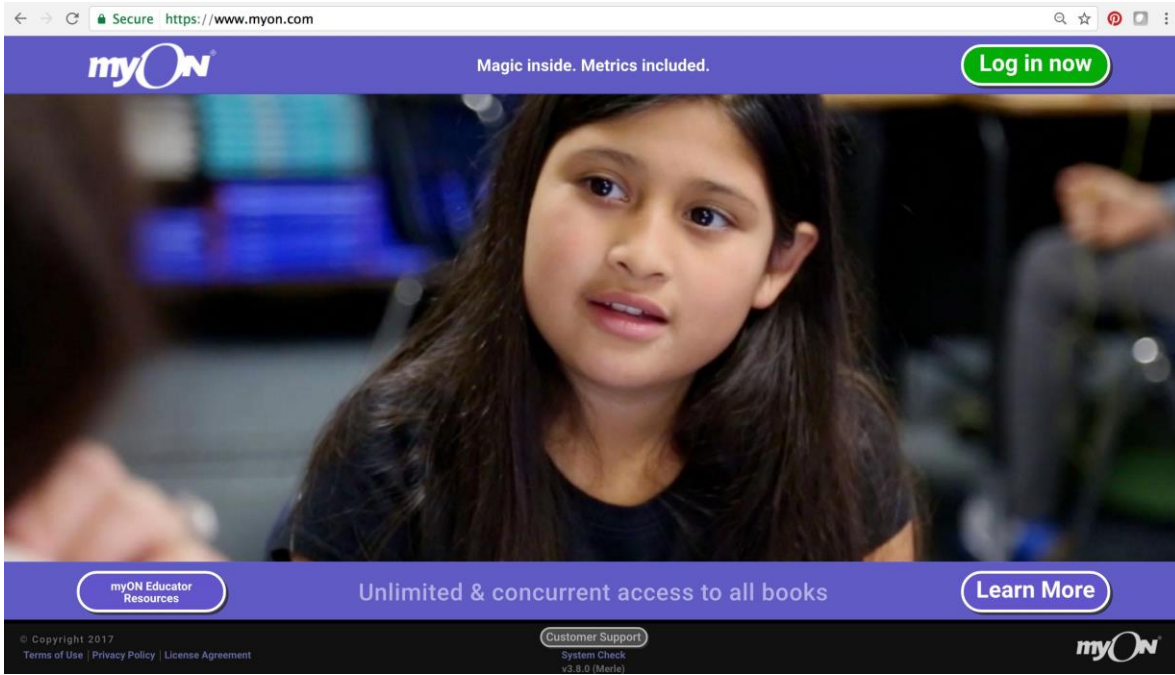 Secure https://www.myon.com
myON®
Magic inside. Metrics included.
Log in now
myON Educator
Resources
Unlimited & concurrent access to all books
Learn More
© Copyright 2017
Terms of Use | Privacy Policy | License Agreement
Customer Support
System Check
v3.8.0 (Merle)
myON